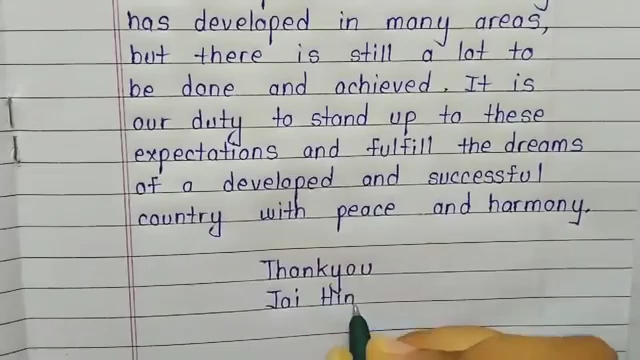 has developed in many areas,
but there is still a lot to
be done and achieved. It is
our duty to stand up to these
expectations and fulfill the dreams
of a developed and successful
country with peace and harmony.
Thankyou
Jai Hin